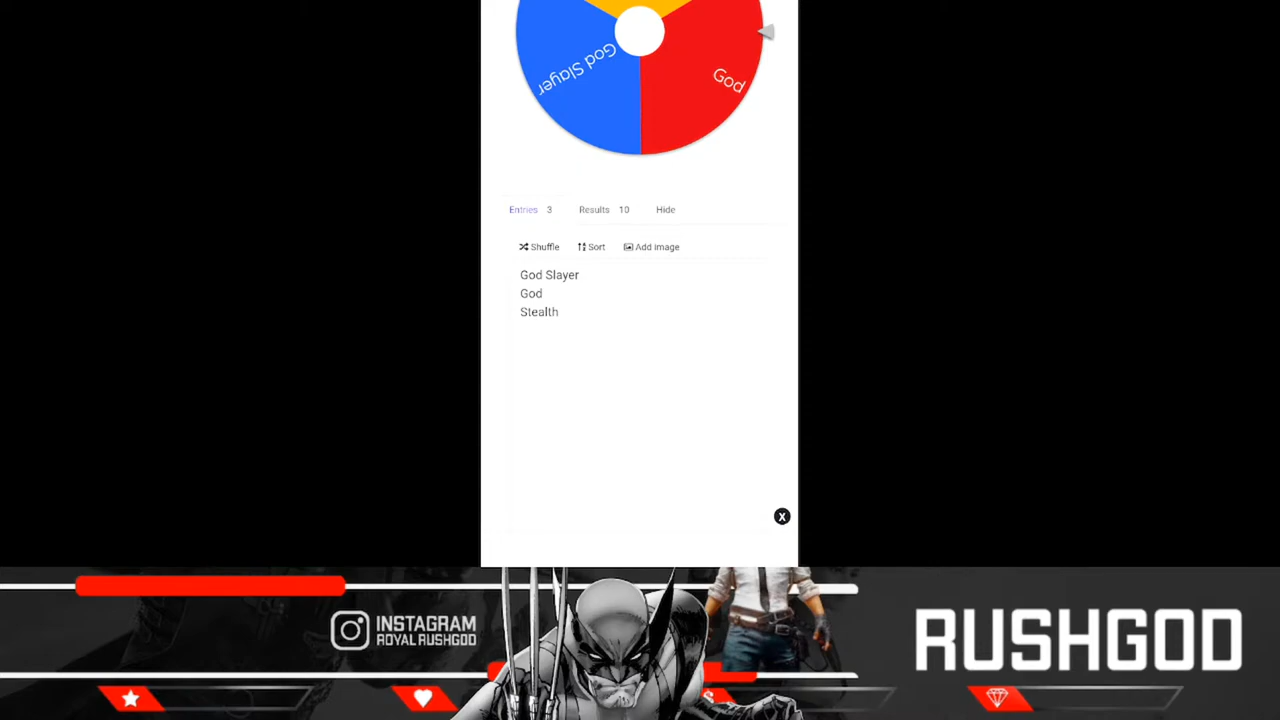 God Slayer
God
Entries 3 Results 10 Hide
Shuffle Sort Add image
God Slayer
God
Stealth
X
INSTAGRAM
ROYAL RUSHGOD
RUSHGOD